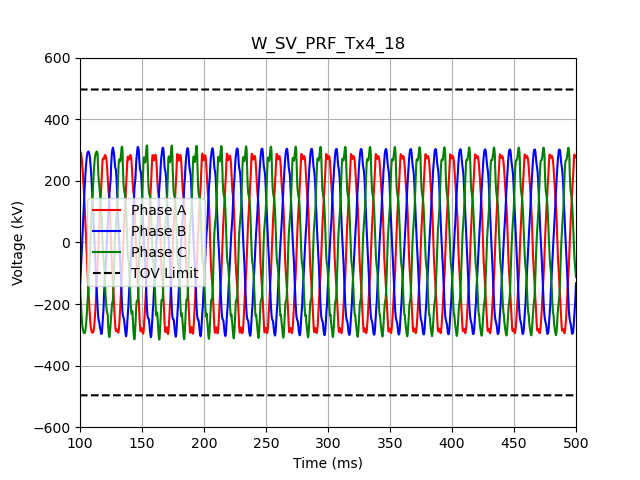 W_SV_PRF_Tx4_18
600
400
200
0
−200
−400
−600
Voltage (kV)
Phase A
Phase B
Phase C
TOV Limit
100 150 200 250 300 350 400 450 500
Time (ms)